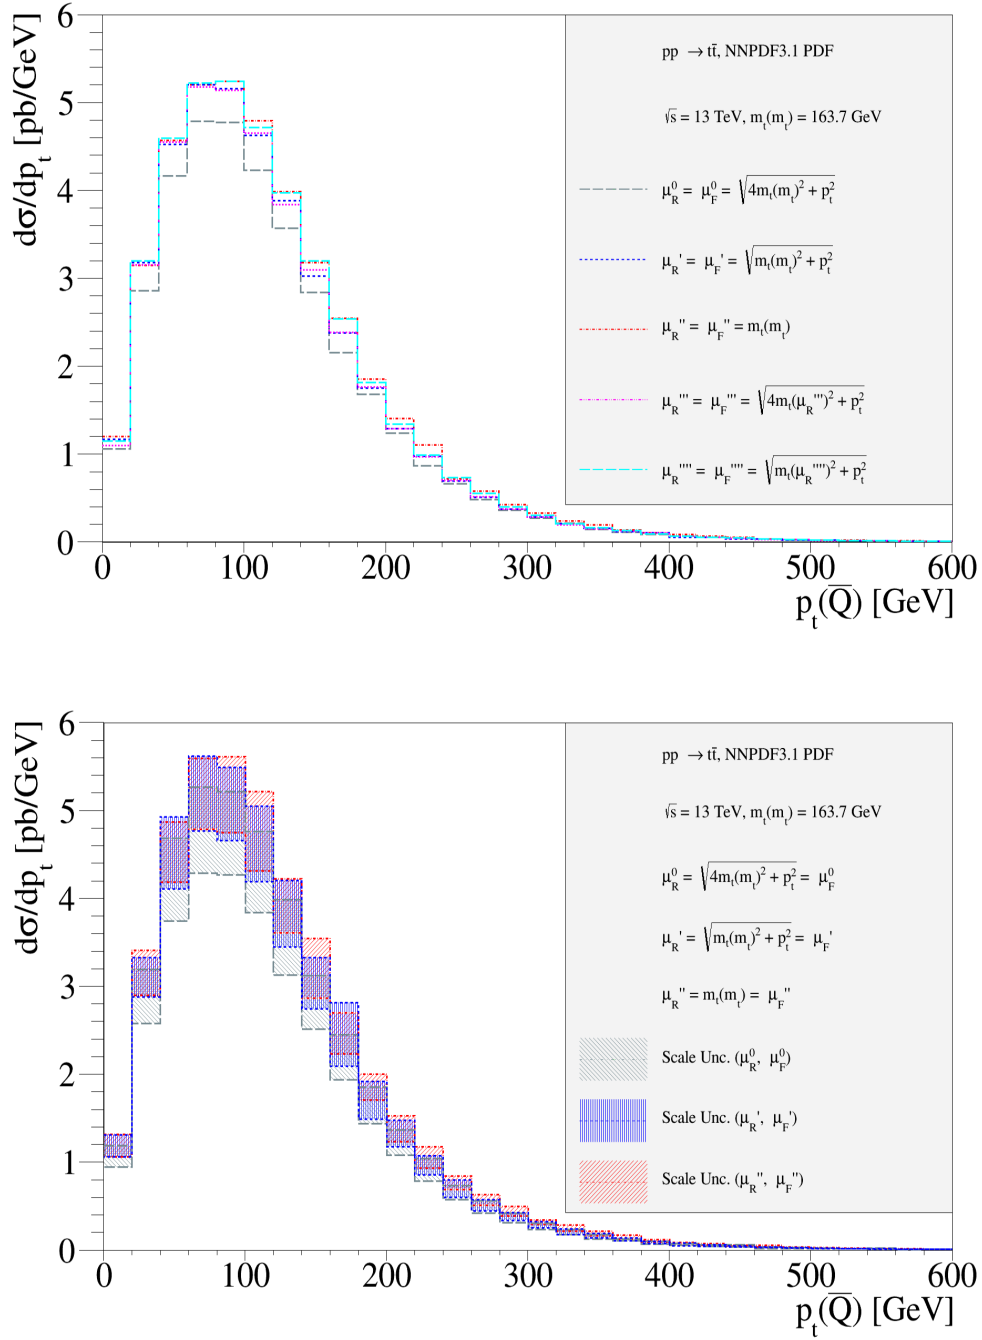 dσ/dp_t [pb/GeV]
6
5
4
3
2
1
0
pp → tt̄, NNPDF3.1 PDF
√s = 13 TeV, m_t(m_t) = 163.7 GeV
μ_R^0 = μ_F^0 = √4m_t(m_t)^2 + p_t^2
μ_R' = μ_F' = √m_t(m_t)^2 + p_t^2
μ_R'' = μ_F'' = m_t(m_t)
μ_R''' = μ_F''' = √4m_t(μ_R''')^2 + p_t^2
μ_R'''' = μ_F'''' = √m_t(μ_R'''')^2 + p_t^2
0 100 200 300 400 500 600
p_t(Q̅) [GeV]
dσ/dp_t [pb/GeV]
6
5
4
3
2
1
0
pp → tt̄, NNPDF3.1 PDF
√s = 13 TeV, m_t(m_t) = 163.7 GeV
μ_R^0 = √4m_t(m_t)^2 + p_t^2 = μ_F^0
μ_R' = √m_t(m_t)^2 + p_t^2 = μ_F'
μ_R'' = m_t(m_t) = μ_F''
Scale Unc. (μ_R^0, μ_F^0)
Scale Unc. (μ_R', μ_F')
Scale Unc. (μ_R'', μ_F'')
0 100 200 300 400 500 600
p_t(Q̅) [GeV]